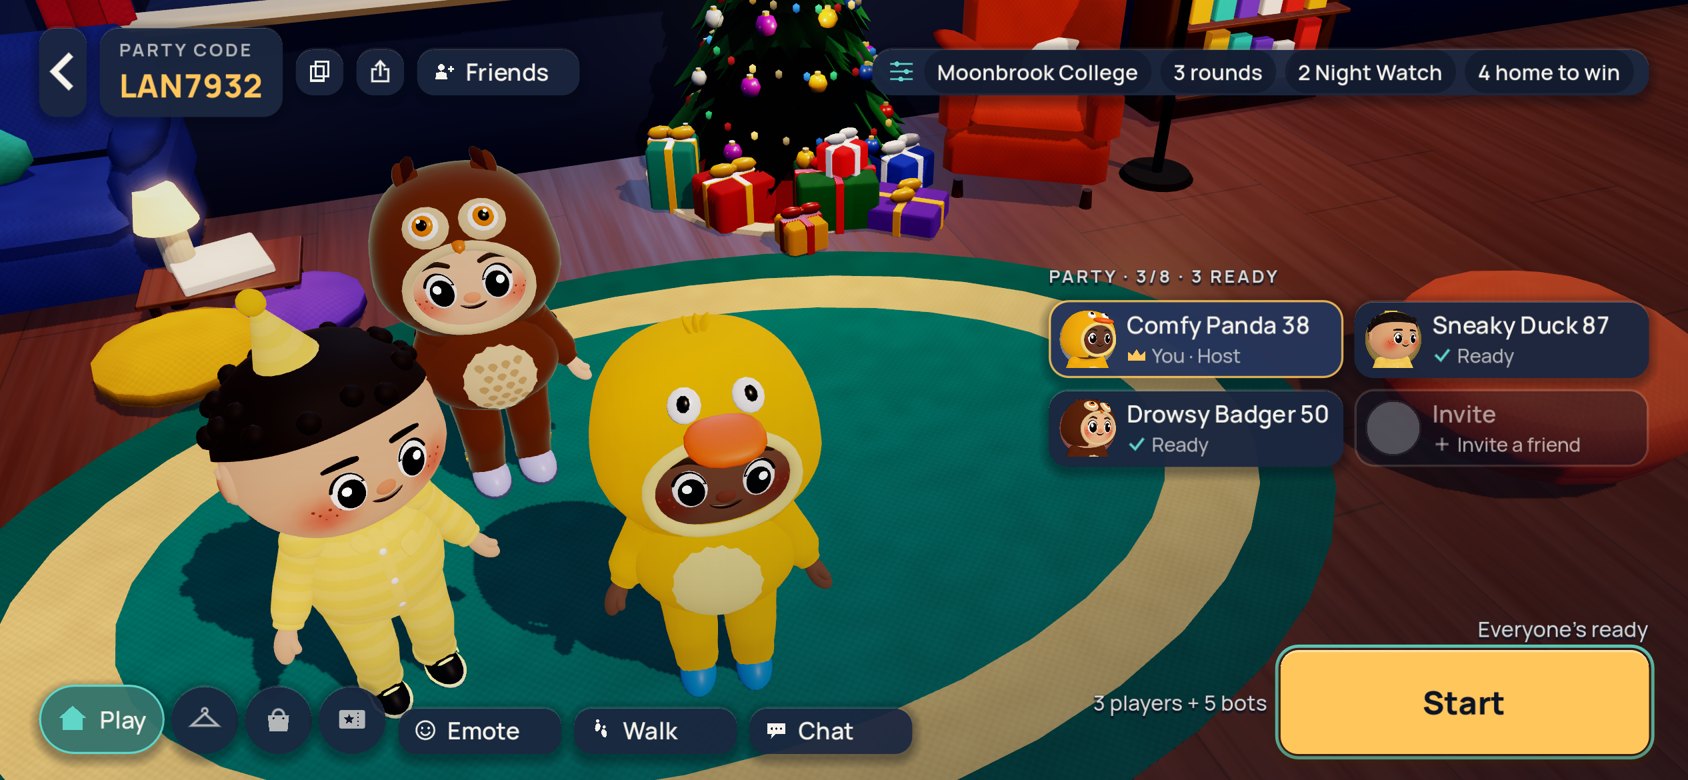 PARTY CODE
LAN7932
Friends
Moonbrook College
3 rounds
2 Night Watch
4 home to win
PARTY · 3/8 · 3 READY
Comfy Panda 38
You · Host
Sneaky Duck 87
Ready
Drowsy Badger 50
Ready
Invite
+ Invite a friend
Everyone's ready
3 players + 5 bots
Start
Play
Emote
Walk
Chat